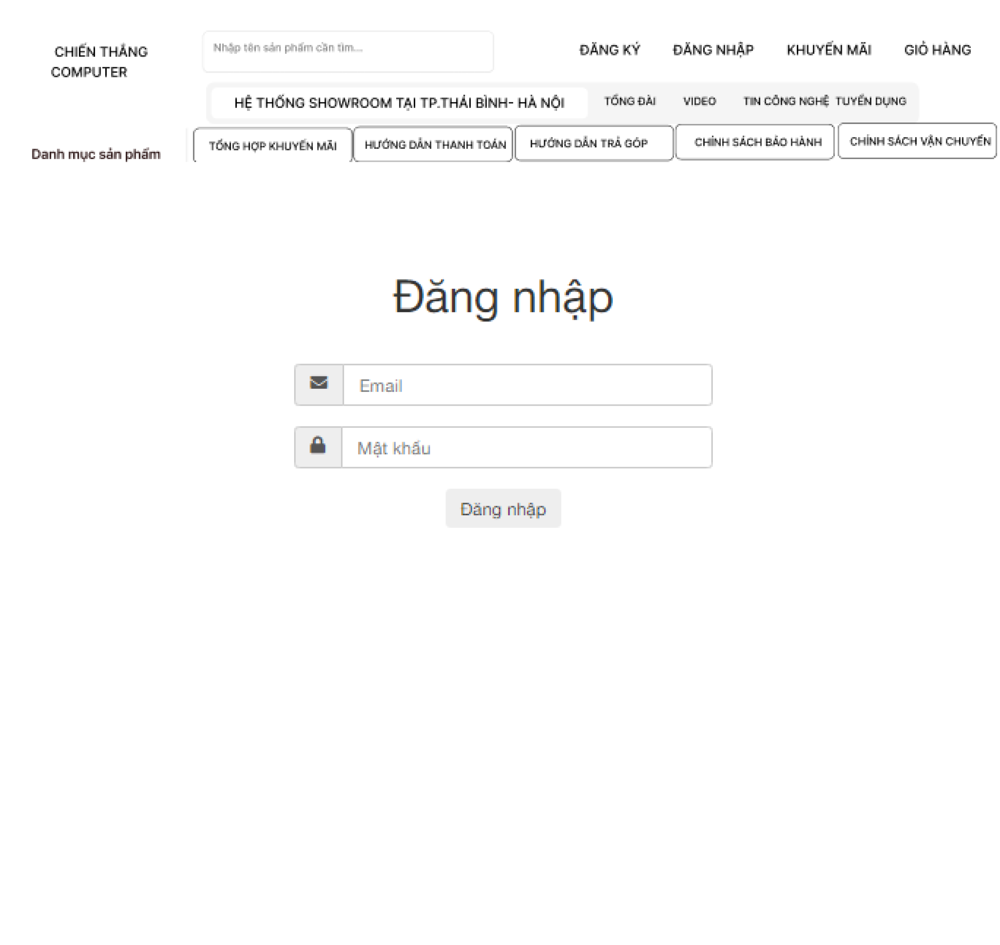 CHIẾN THẮNG
COMPUTER
Nhập tên sản phẩm cần tìm...
ĐĂNG KÝ
ĐĂNG NHẬP
KHUYẾN MÃI
GIỎ HÀNG
HỆ THỐNG SHOWROOM TẠI TP.THÁI BÌNH- HÀ NỘI
TỔNG ĐÀI
VIDEO
TIN CÔNG NGHỆ
TUYỂN DỤNG
Danh mục sản phẩm
TỔNG HỢP KHUYẾN MÃI
HƯỚNG DẪN THANH TOÁN
HƯỚNG DẪN TRẢ GÓP
CHÍNH SÁCH BẢO HÀNH
CHÍNH SÁCH VẬN CHUYỂN
Đăng nhập
Email
Mật khẩu
Đăng nhập